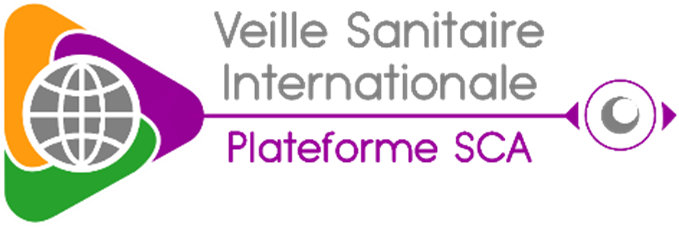 Veille Sanitaire
Internationale
Plateforme SCA